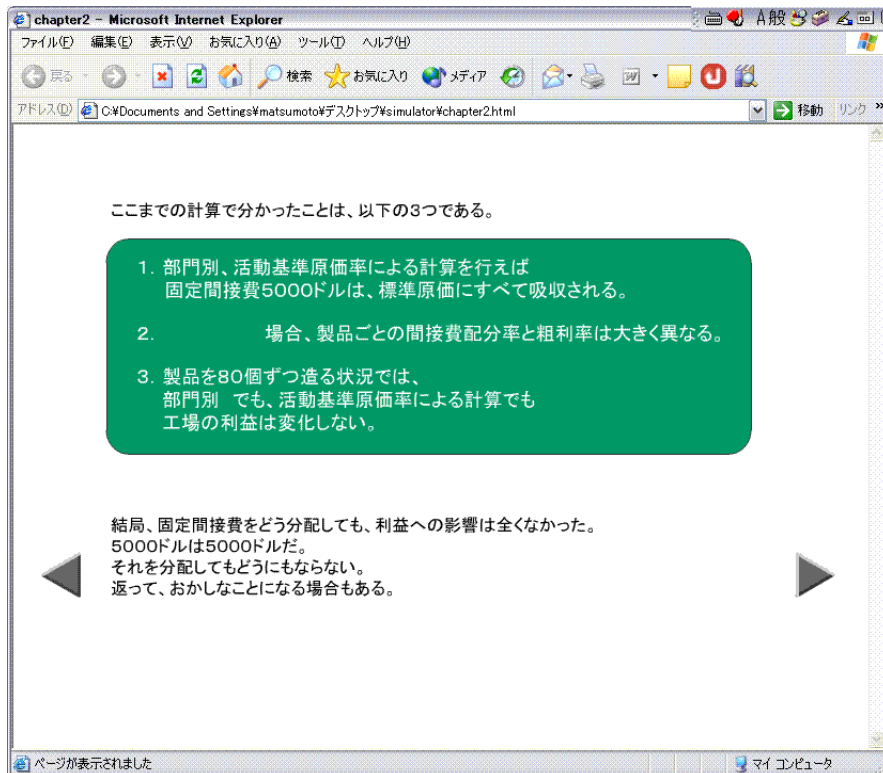 chapter2 - Microsoft Internet Explorer
A般
ファイル(F) 編集(E) 表示(V) お気に入り(A) ツール(T) ヘルプ(H)
戻る 検索 お気に入り メディア
アドレス(D) C:¥Documents and Settings¥matsumoto¥デスクトップ¥simulator¥chapter2.html 移動 リンク »
ここまでの計算で分かったことは、以下の3つである。
1. 部門別、活動基準原価率による計算を行えば
固定間接費5000ドルは、標準原価にすべて吸収される。
2. 場合、製品ごとの間接費配分率と粗利率は大きく異なる。
3. 製品を80個ずつ造る状況では、
部門別 でも、活動基準原価率による計算でも
工場の利益は変化しない。
結局、固定間接費をどう分配しても、利益への影響は全くなかった。
5000ドルは5000ドルだ。
それを分配してもどうにもならない。
返って、おかしなことになる場合もある。
ページが表示されました マイ コンピュータ